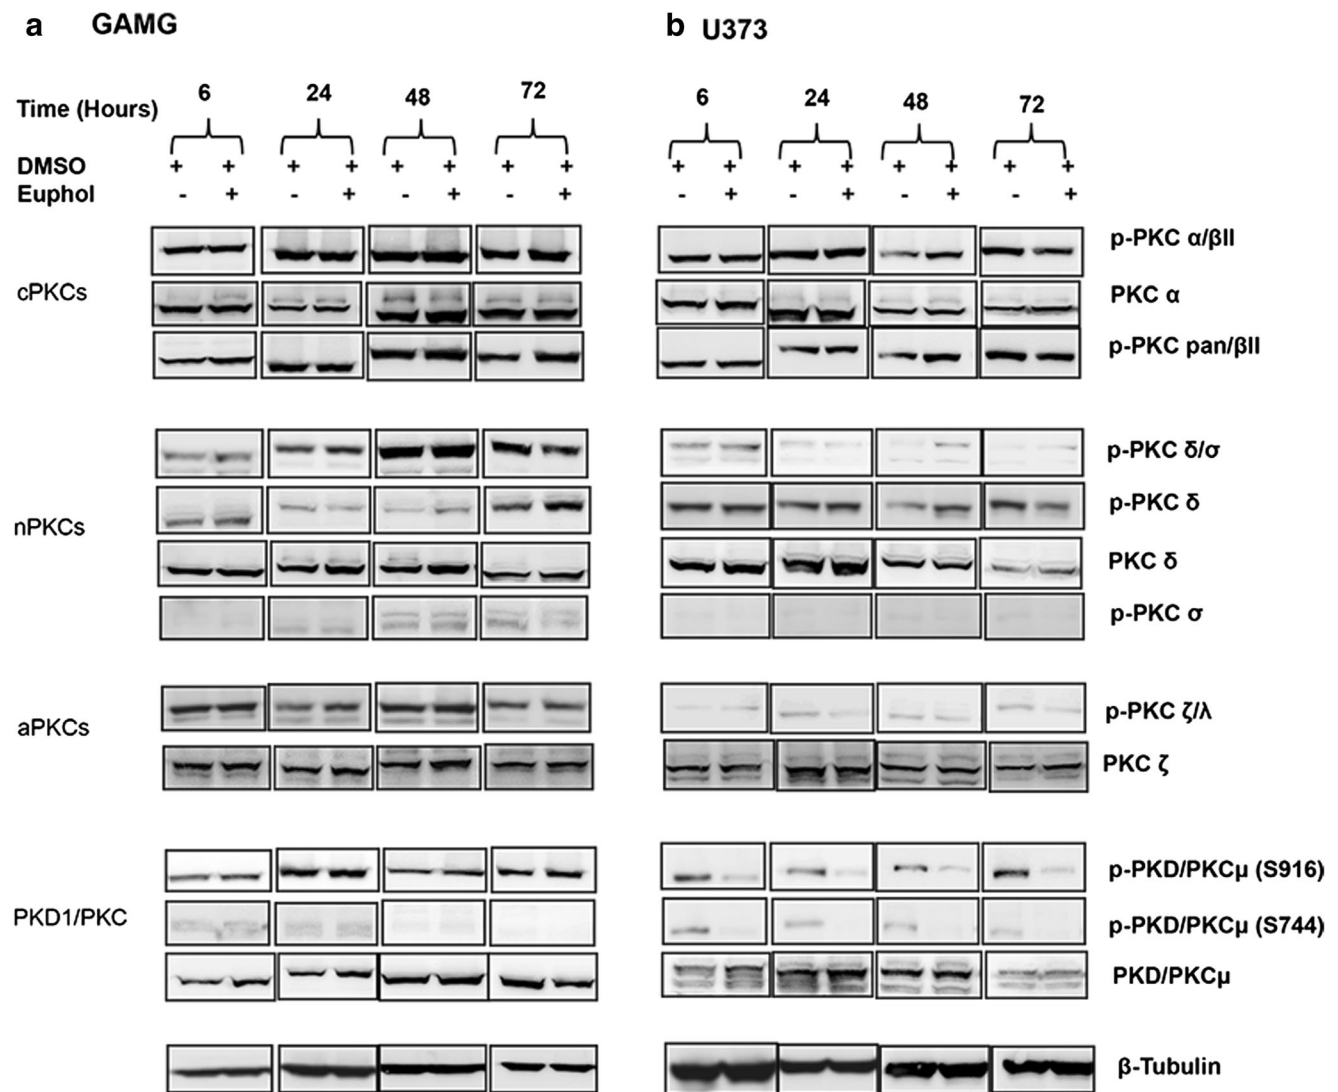 a GAMG
b U373
Time (Hours) 6 24 48 72 6 24 48 72
DMSO + + + + + + + + + + + + + + + +
Euphol - + - + - + - + - + - + - + - +
p-PKC α/βII
cPKCs
PKC α
p-PKC pan/βII
p-PKC δ/σ
p-PKC δ
nPKCs
PKC δ
p-PKC σ
p-PKC ζ/λ
aPKCs
PKC ζ
p-PKD/PKCμ (S916)
PKD1/PKC
p-PKD/PKCμ (S744)
PKD/PKCμ
β-Tubulin